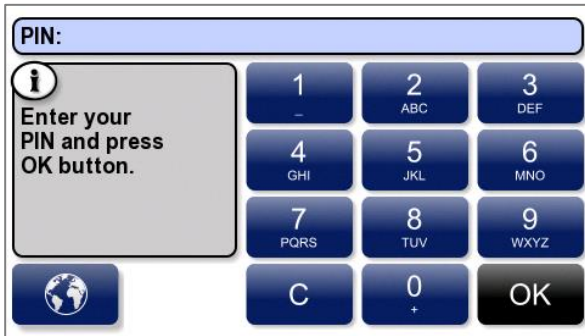 PIN:
i
Enter your
PIN and press
OK button.
1 2 3
_ ABC DEF
4 5 6
GHI JKL MNO
7 8 9
PQRS TUV WXYZ
C 0 OK
+